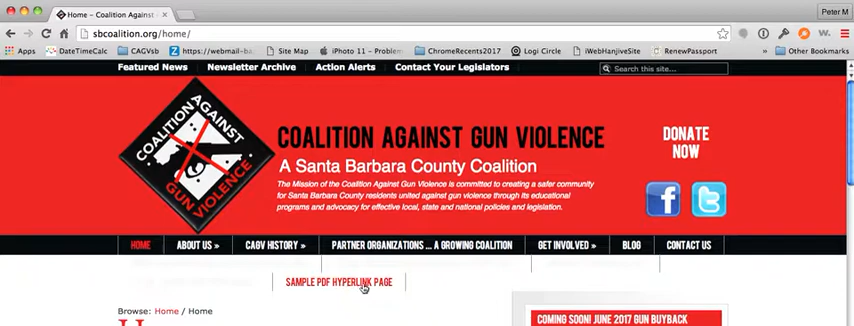 Home – Coalition Against
Peter M
sbcoalition.org/home/
Apps
DateTimeCalc
CAGVsb
https://webmail-ba
Site Map
iPhoto 11 - Problem
ChromeRecents2017
Logi Circle
iWebHanjiveSite
RenewPassport
Other Bookmarks
Featured News
Newsletter Archive
Action Alerts
Contact Your Legislators
Search this site...
COALITION AGAINST
GUN VIOLENCE
COALITION AGAINST GUN VIOLENCE
A Santa Barbara County Coalition
The Mission of the Coalition Against Gun Violence is committed to creating a safer community
for Santa Barbara County residents united against gun violence through its educational
programs and advocacy for effective local, state and national policies and legislation.
DONATE
NOW
HOME
ABOUT US »
CAGV HISTORY »
PARTNER ORGANIZATIONS ... A GROWING COALITION
GET INVOLVED »
BLOG
CONTACT US
SAMPLE PDF HYPERLINK PAGE
Browse: Home / Home
COMING SOON! JUNE 2017 GUN BUYBACK